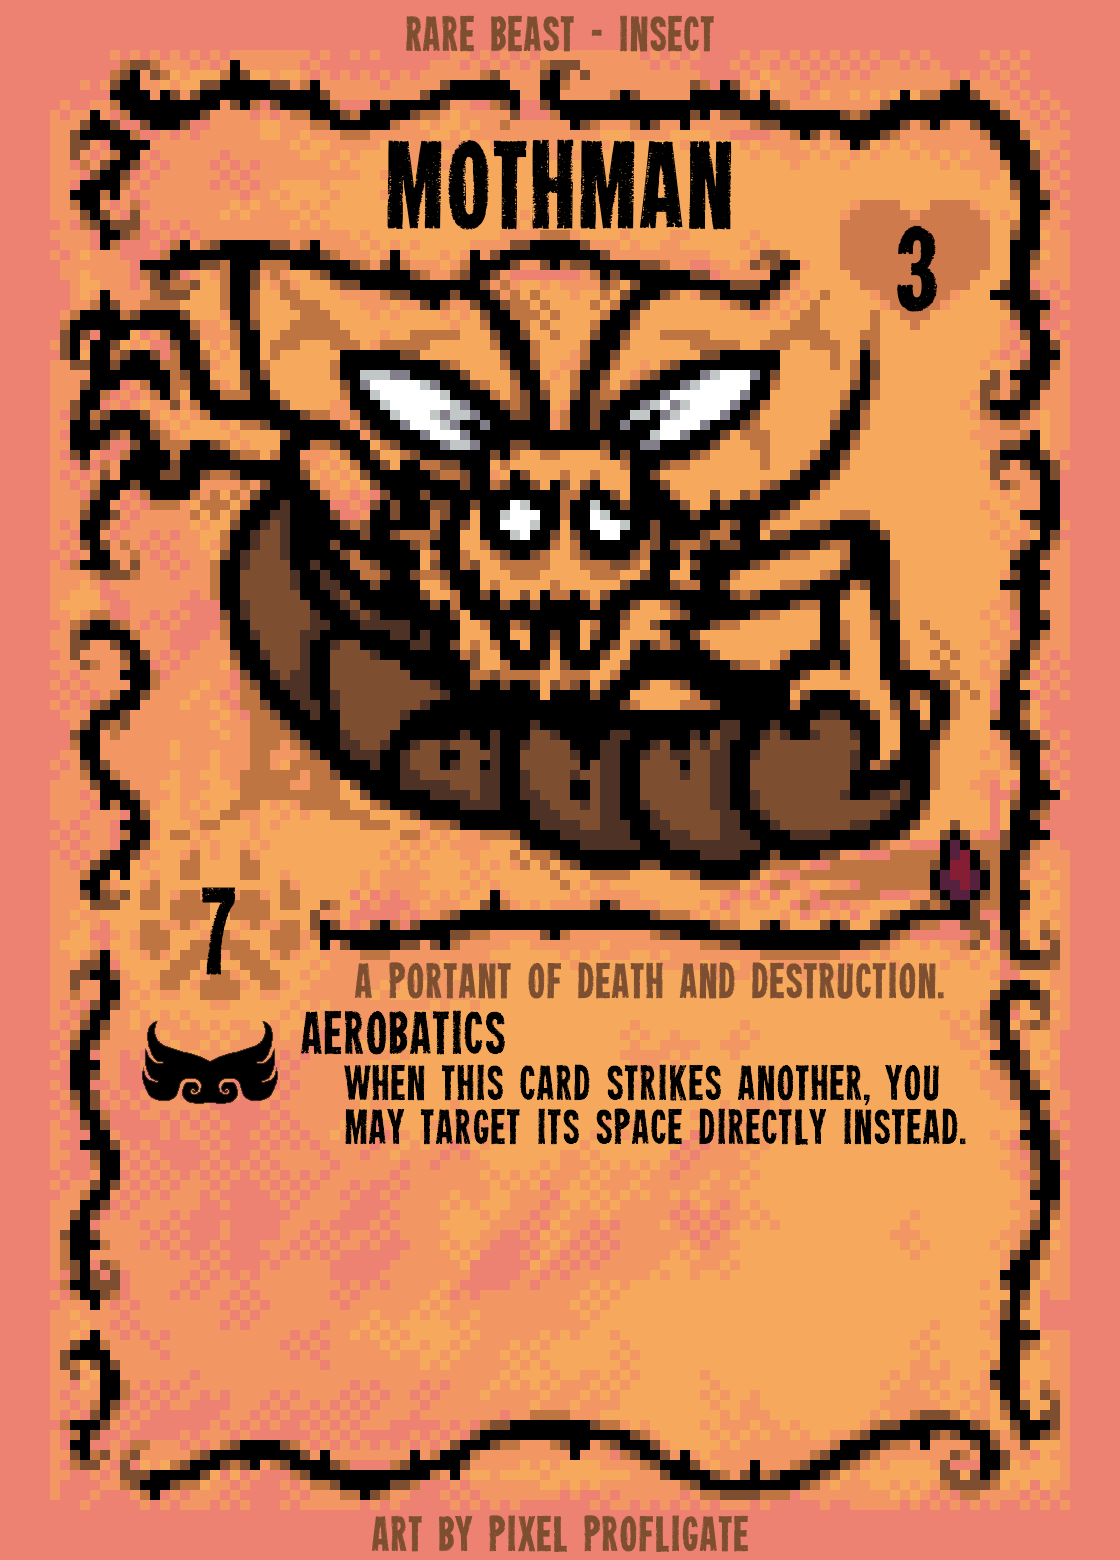 RARE BEAST - INSECT
MOTHMAN
3
7
A PORTANT OF DEATH AND DESTRUCTION.
AEROBATICS
WHEN THIS CARD STRIKES ANOTHER, YOU
MAY TARGET ITS SPACE DIRECTLY INSTEAD.
ART BY PIXEL PROFLIGATE